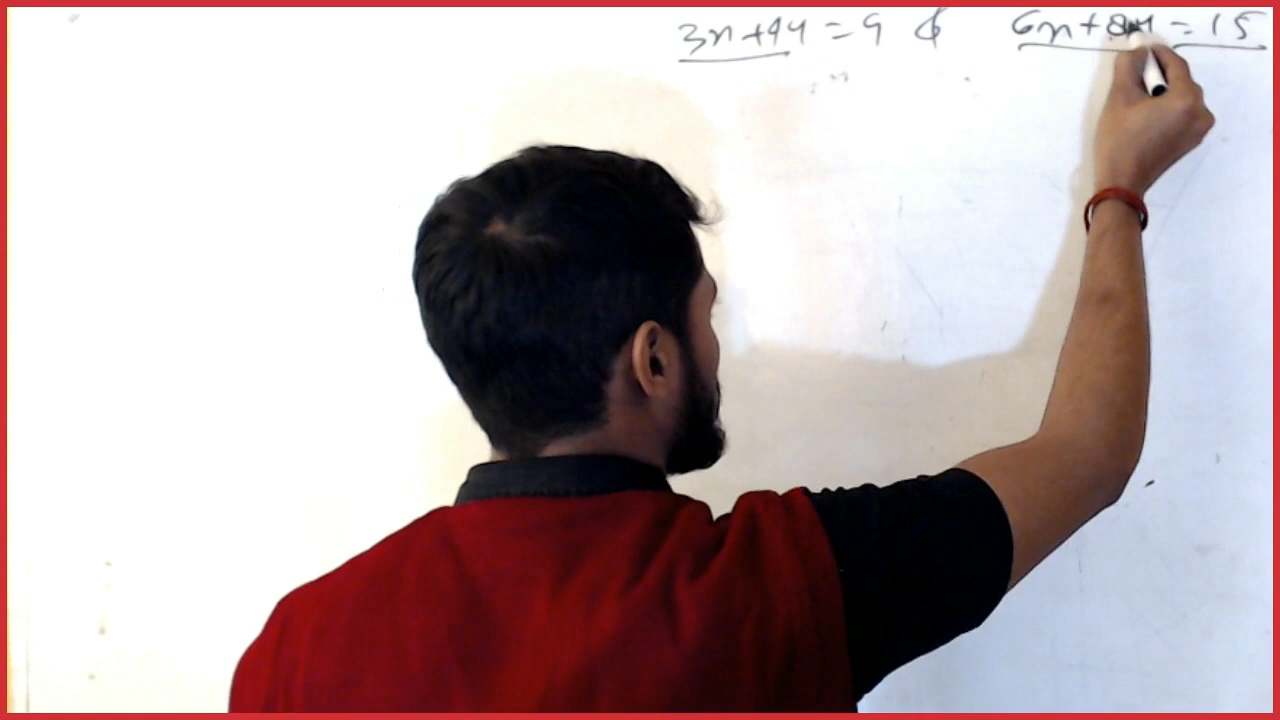 3x+4y = 9 & 6x+8y = 15